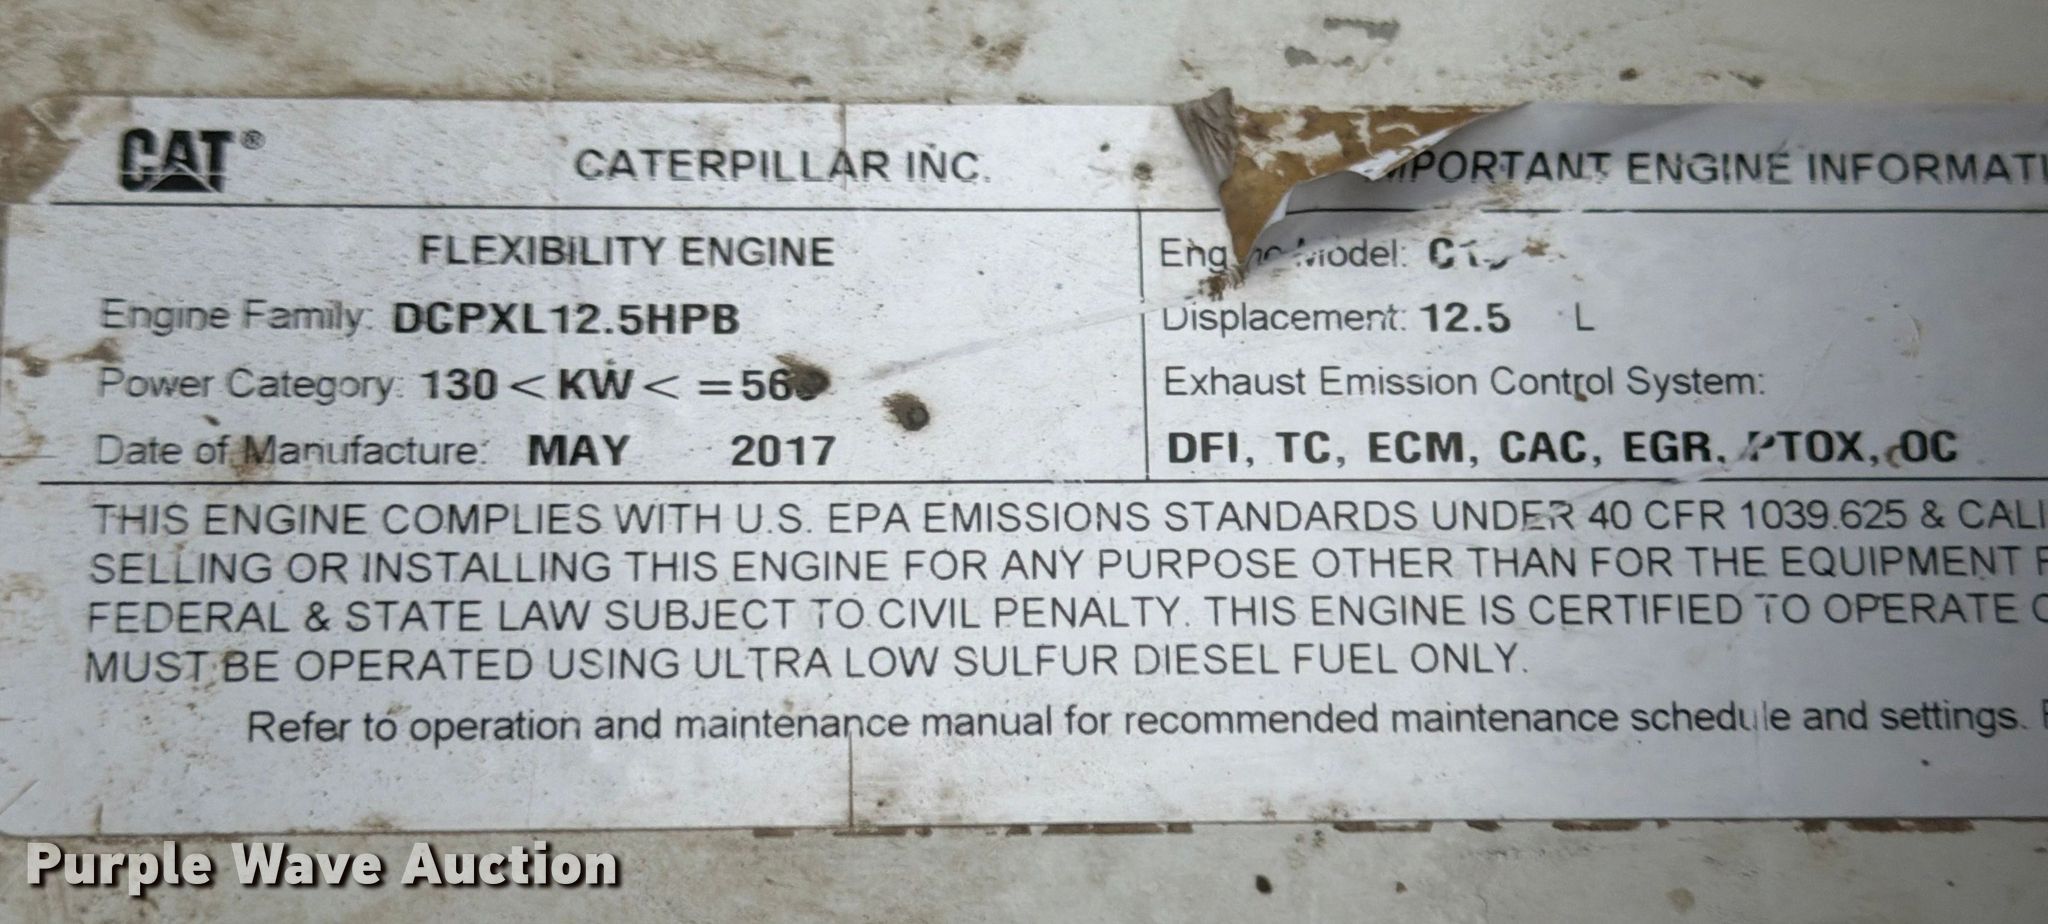 CAT® CATERPILLAR INC. IMPORTANT ENGINE INFORMATI
FLEXIBILITY ENGINE
Engine Family: DCPXL12.5HPB
Power Category: 130 < KW < =56
Date of Manufacture: MAY 2017
Engine Model:
Displacement: 12.5 L
Exhaust Emission Control System:
DFI, TC, ECM, CAC, EGR, PTOX, OC
THIS ENGINE COMPLIES WITH U.S. EPA EMISSIONS STANDARDS UNDER 40 CFR 1039.625 & CALI
SELLING OR INSTALLING THIS ENGINE FOR ANY PURPOSE OTHER THAN FOR THE EQUIPMENT
FEDERAL & STATE LAW SUBJECT TO CIVIL PENALTY. THIS ENGINE IS CERTIFIED TO OPERATE
MUST BE OPERATED USING ULTRA LOW SULFUR DIESEL FUEL ONLY.
Refer to operation and maintenance manual for recommended maintenance schedule and settings.
Purple Wave Auction